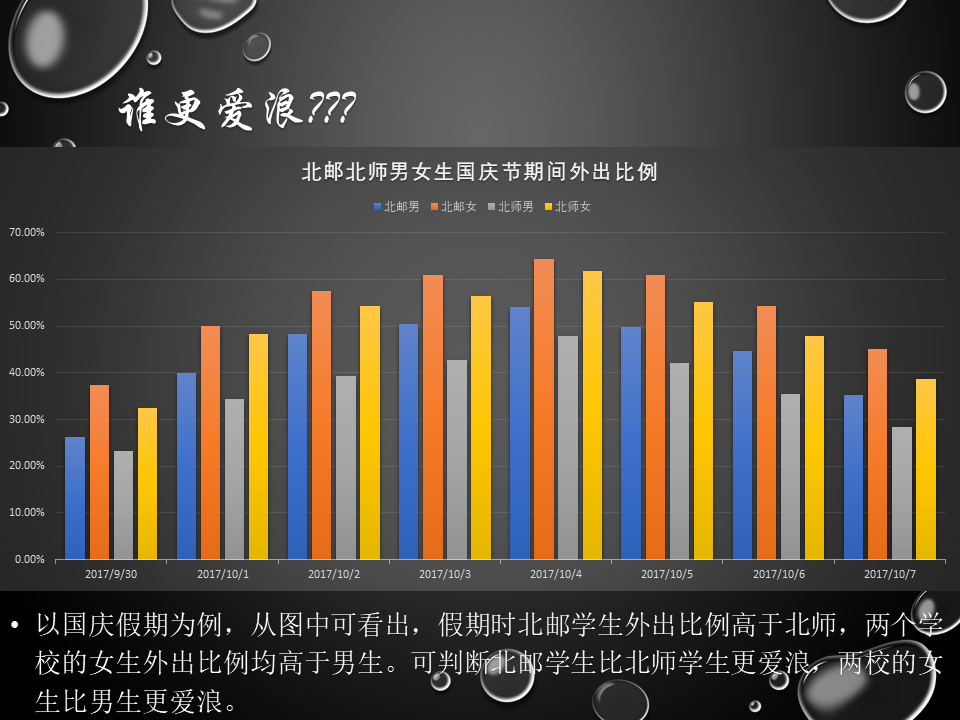 谁更爱浪???
北邮北师男女生国庆节期间外出比例
北邮男 北邮女 北师男 北师女
70.00%
60.00%
50.00%
40.00%
30.00%
20.00%
10.00%
0.00%
2017/9/30 2017/10/1 2017/10/2 2017/10/3 2017/10/4 2017/10/5 2017/10/6 2017/10/7
• 以国庆假期为例，从图中可看出，假期时北邮学生外出比例高于北师，两个学
校的女生外出比例均高于男生。可判断北邮学生比北师学生更爱浪，两校的女
生比男生更爱浪。